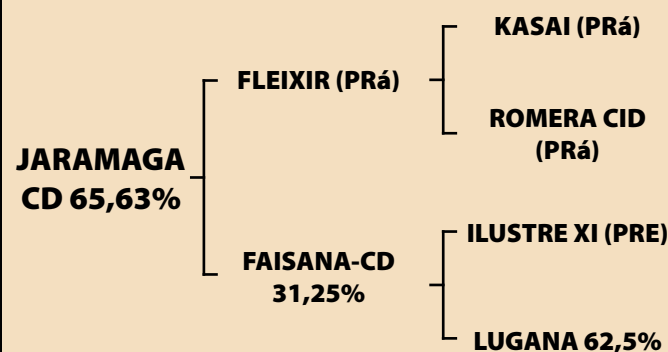 JARAMAGA
CD 65,63%
FLEIXIR (PRá)
FAISANA-CD
31,25%
KASAI (PRá)
ROMERA CID
(PRá)
ILUSTRE XI (PRE)
LUGANA 62,5%